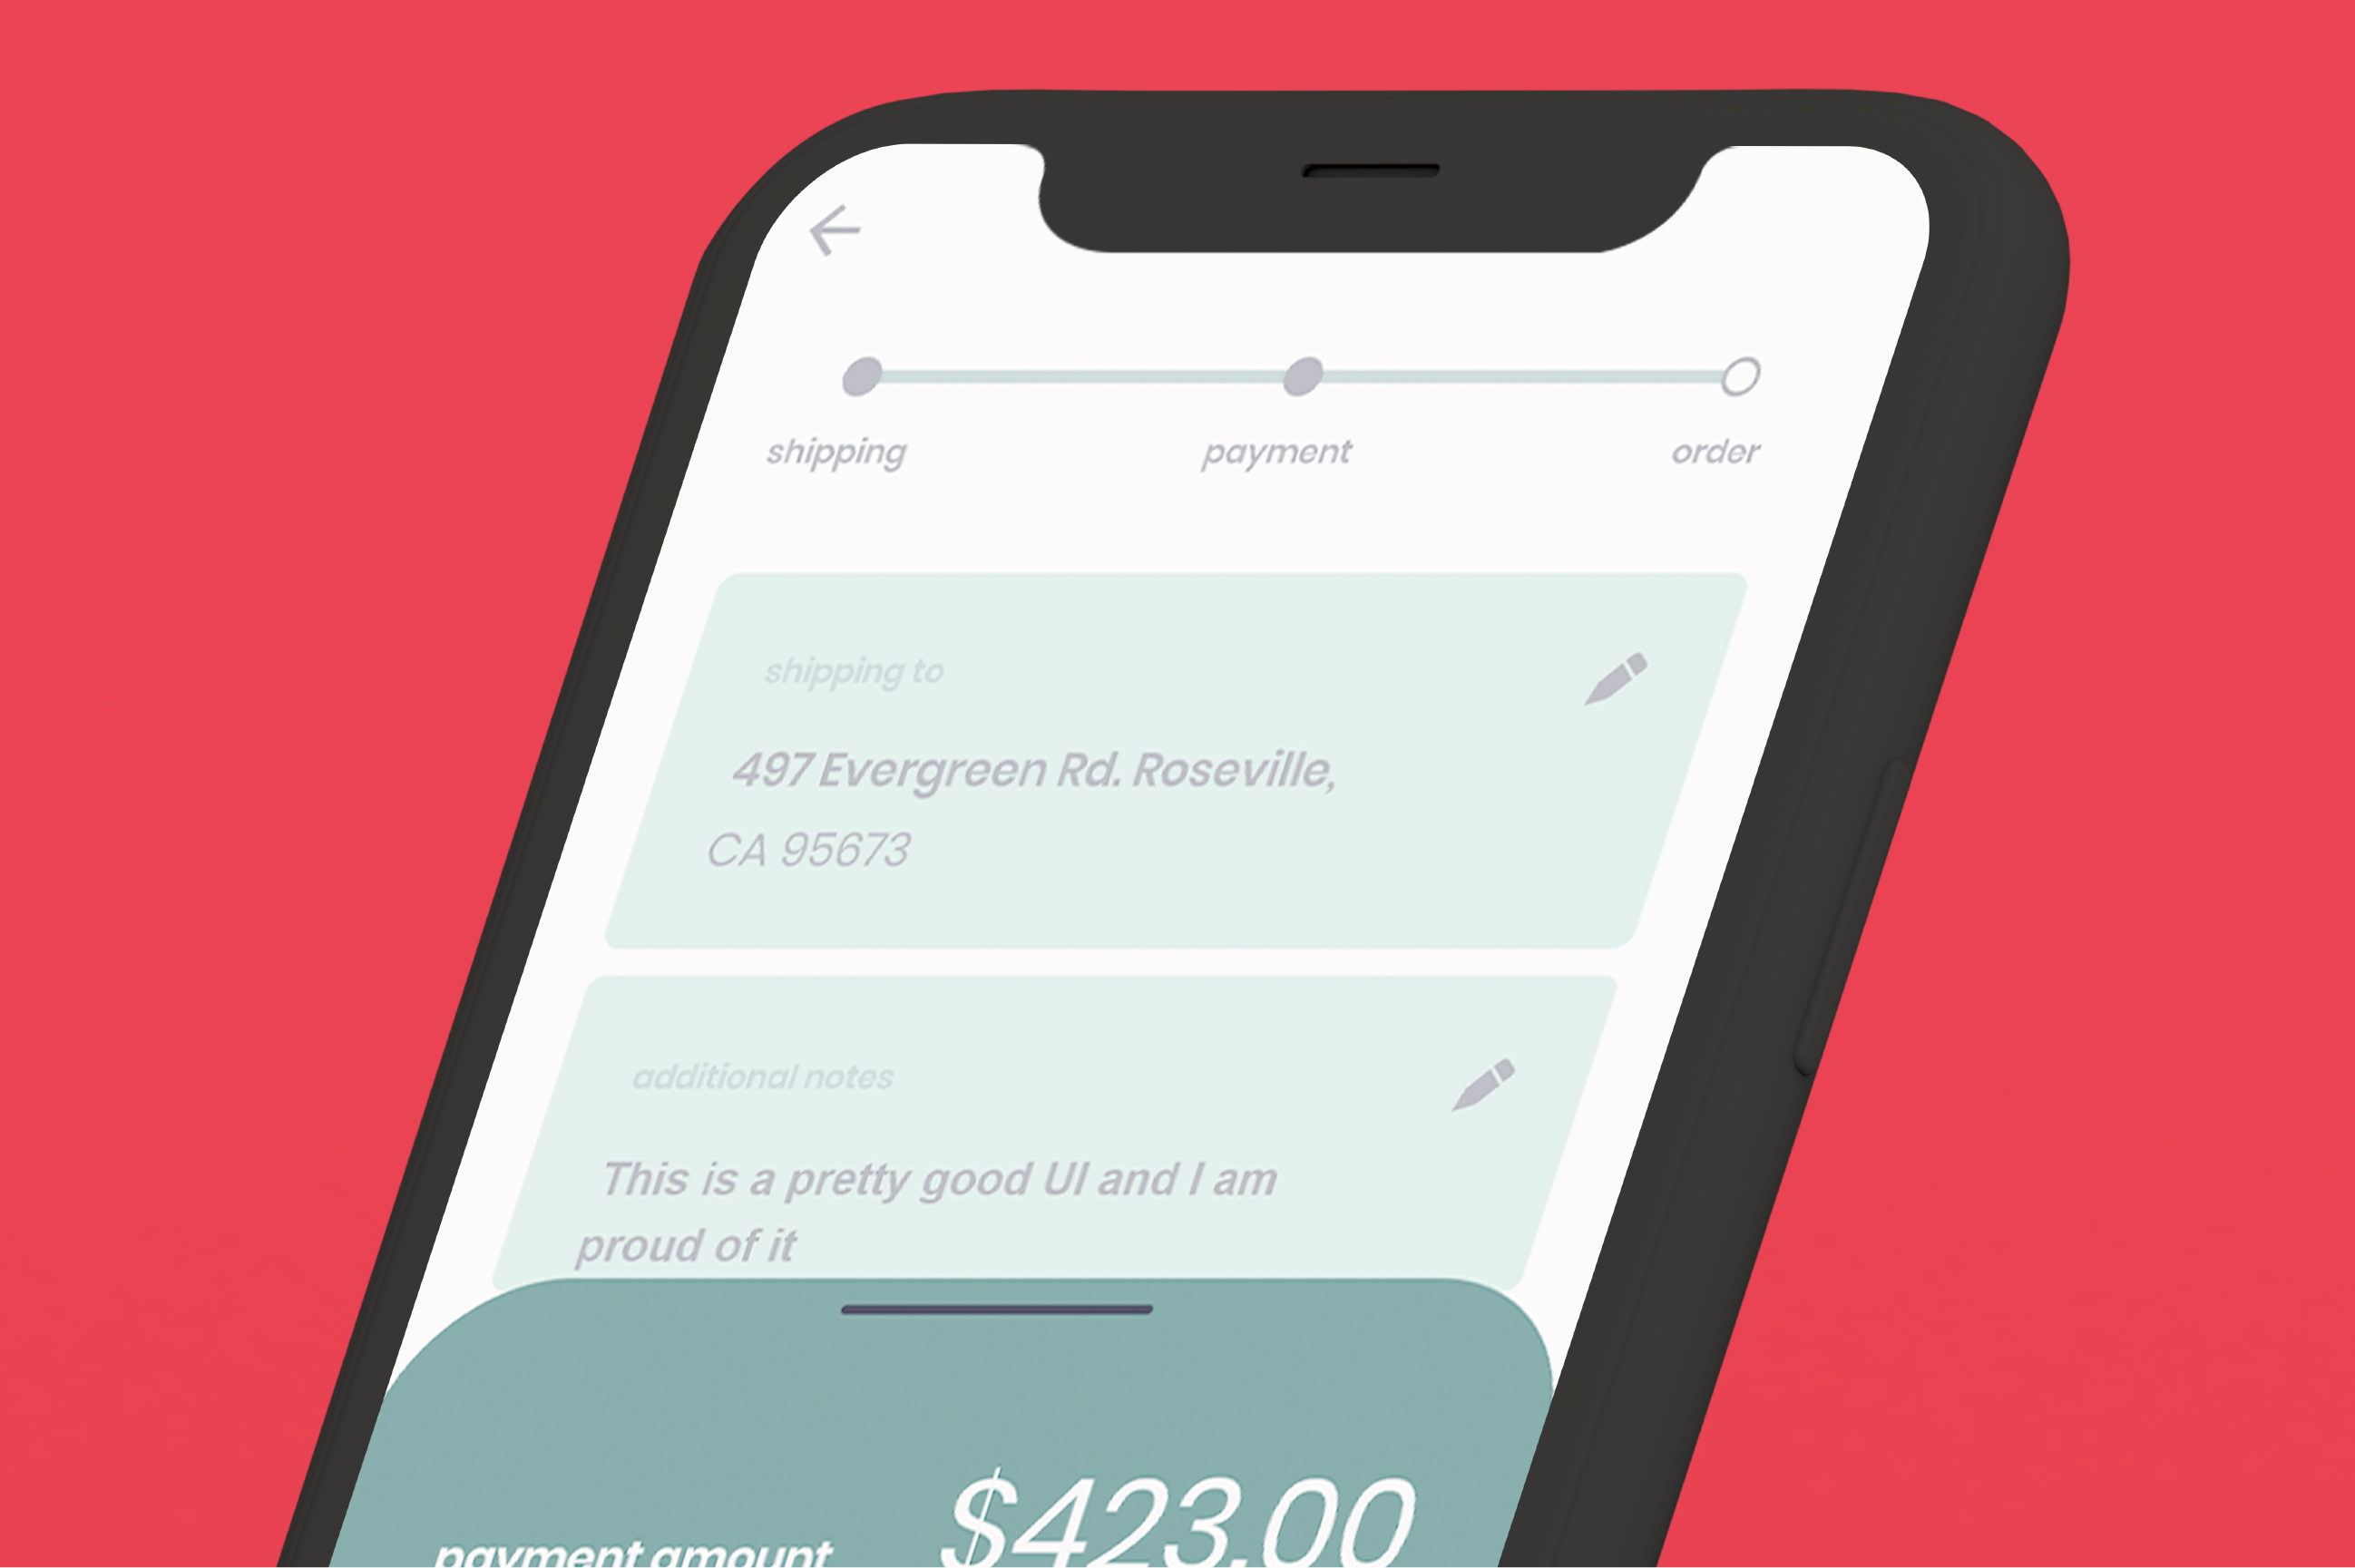 shipping payment order
shipping to
497 Evergreen Rd. Roseville,
CA 95673
additional notes
This is a pretty good UI and I am
proud of it
$423.00
payment amount